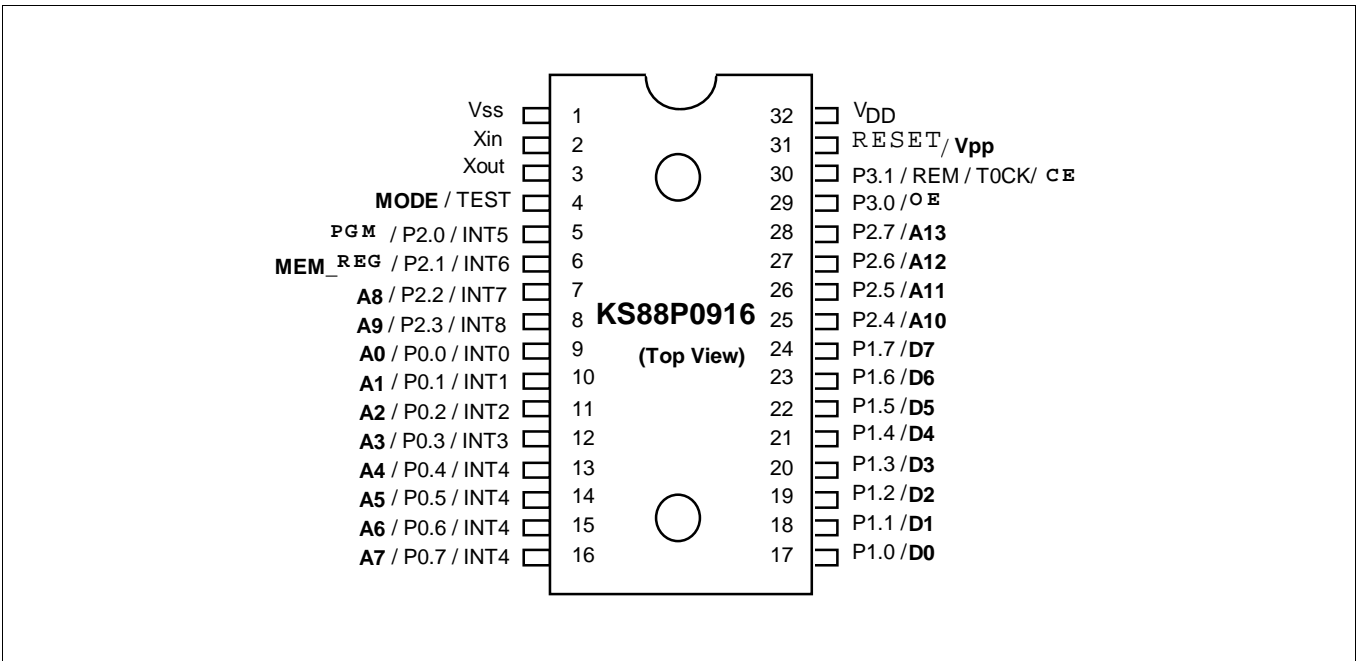 Vss 1
Xin 2
Xout 3
MODE / TEST 4
PGM / P2.0 / INT5 5
MEM_REG / P2.1 / INT6 6
A8 / P2.2 / INT7 7
A9 / P2.3 / INT8 8
A0 / P0.0 / INT0 9
A1 / P0.1 / INT1 10
A2 / P0.2 / INT2 11
A3 / P0.3 / INT3 12
A4 / P0.4 / INT4 13
A5 / P0.5 / INT4 14
A6 / P0.6 / INT4 15
A7 / P0.7 / INT4 16
KS88P0916
(Top View)
32 VDD
31 RESET/ Vpp
30 P3.1 / REM / T0CK/ CE
29 P3.0 /OE
28 P2.7 /A13
27 P2.6 /A12
26 P2.5 /A11
25 P2.4 /A10
24 P1.7 /D7
23 P1.6 /D6
22 P1.5 /D5
21 P1.4 /D4
20 P1.3 /D3
19 P1.2 /D2
18 P1.1 /D1
17 P1.0 /D0